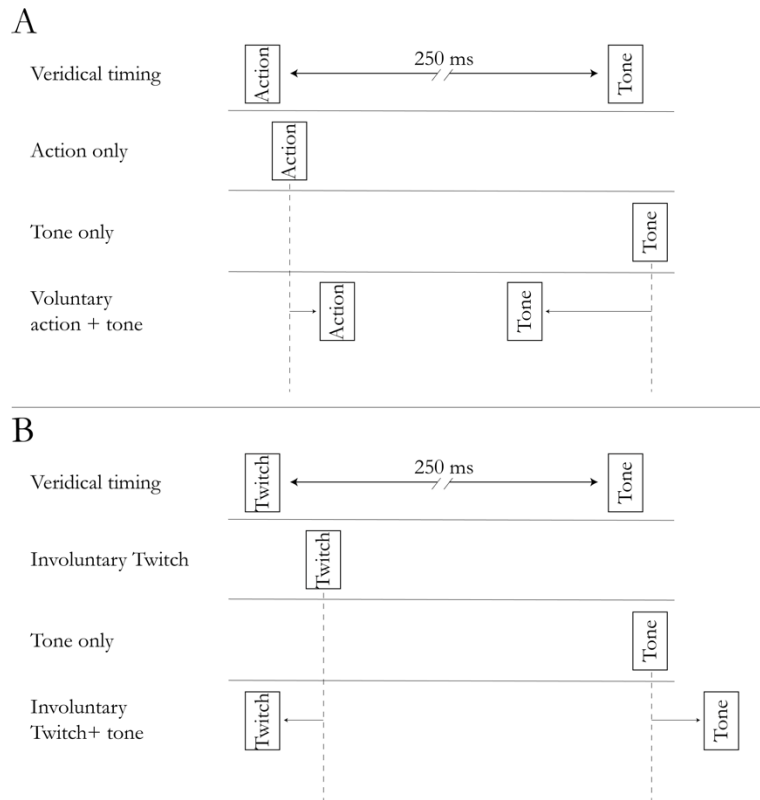 A
Veridical timing
Action
250 ms
Tone
Action only
Action
Tone only
Tone
Voluntary
action + tone
Action
Tone
B
Veridical timing
Twitch
250 ms
Tone
Involuntary Twitch
Twitch
Tone only
Tone
Involuntary
Twitch+ tone
Twitch
Tone